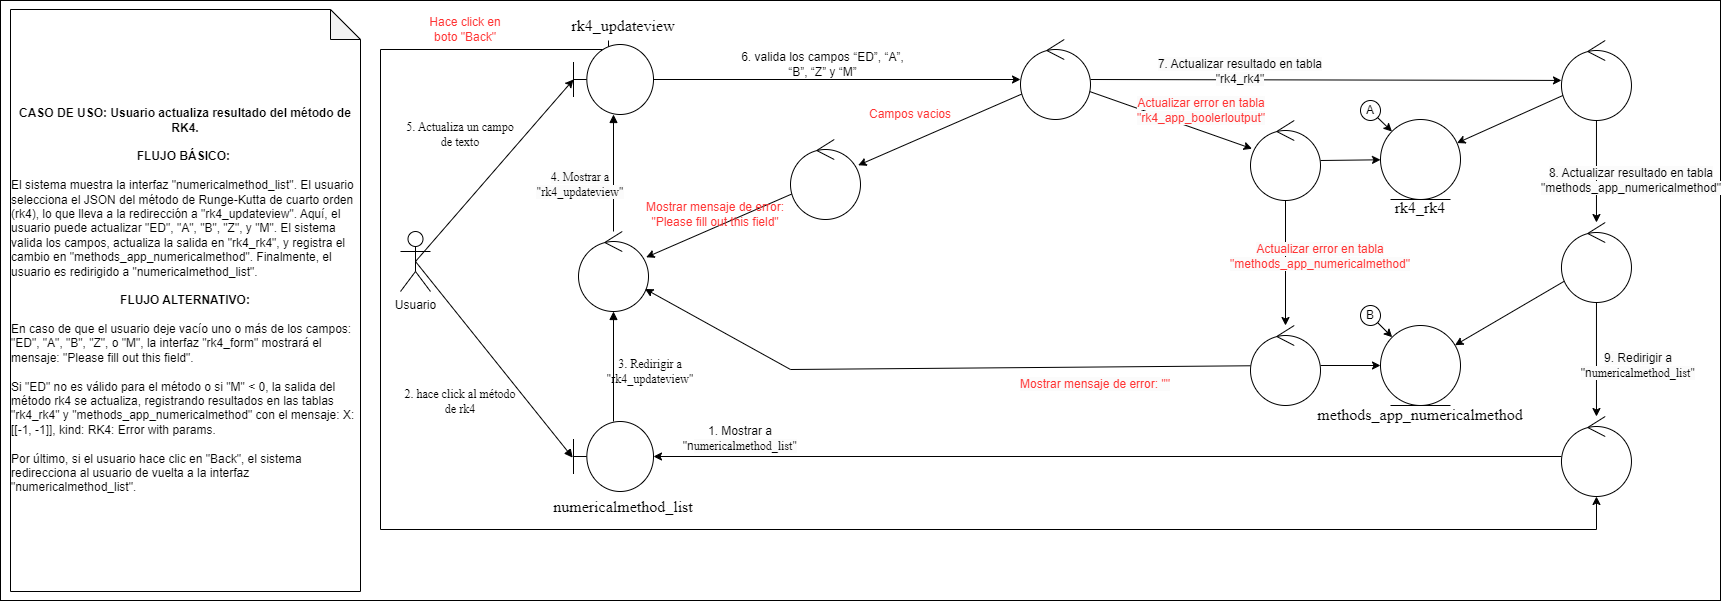 CASO DE USO: Usuario actualiza resultado del método de
RK4.
FLUJO BÁSICO:
El sistema muestra la interfaz "numericalmethod_list". El usuario
selecciona el JSON del método de Runge-Kutta de cuarto orden
(rk4), lo que lleva a la redirección a "rk4_updateview". Aquí, el
usuario puede actualizar "ED", "A", "B", "Z", y "M". El sistema
valida los campos, actualiza la salida en "rk4_rk4", y registra el
cambio en "methods_app_numericalmethod". Finalmente, el
usuario es redirigido a "numericalmethod_list".
FLUJO ALTERNATIVO:
En caso de que el usuario deje vacío uno o más de los campos:
"ED", "A", "B", "Z", o "M", la interfaz "rk4_form" mostrará el
mensaje: "Please fill out this field".
Si "ED" no es válido para el método o si "M" < 0, la salida del
método rk4 se actualiza, registrando resultados en las tablas
"rk4_rk4" y "methods_app_numericalmethod" con el mensaje: X:
[[-1, -1]], kind: RK4: Error with params.
Por último, si el usuario hace clic en "Back", el sistema
redirecciona al usuario de vuelta a la interfaz
"numericalmethod_list".
Hace click en
boto "Back"
rk4_updateview
6. valida los campos “ED”, “A”,
“B”, “Z” y “M”
7. Actualizar resultado en tabla
"rk4_rk4"
Campos vacios
Actualizar error en tabla
"rk4_app_boolerloutput"
A
5. Actualiza un campo
de texto
4. Mostrar a
"rk4_updateview"
8. Actualizar resultado en tabla
"methods_app_numericalmethod"
Mostrar mensaje de error:
"Please fill out this field"
rk4_rk4
Actualizar error en tabla
"methods_app_numericalmethod"
Usuario
B
3. Redirigir a
"rk4_updateview"
9. Redirigir a
"numericalmethod_list"
Mostrar mensaje de error: ""
2. hace click al método
de rk4
methods_app_numericalmethod
1. Mostrar a
"numericalmethod_list"
numericalmethod_list